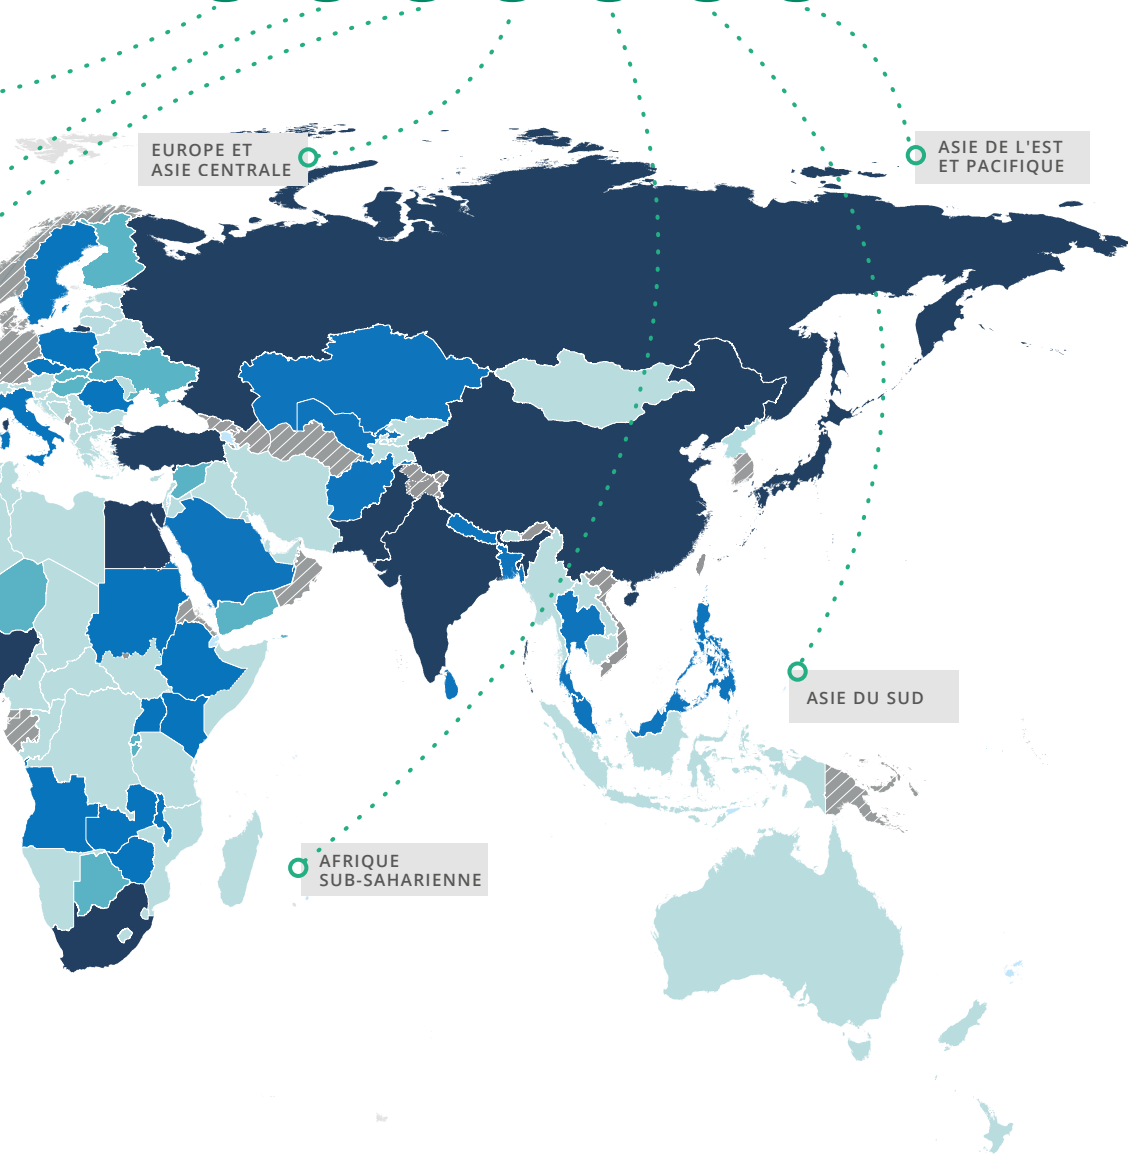 EUROPE ET
ASIE CENTRALE
ASIE DE L'EST
ET PACIFIQUE
ASIE DU SUD
AFRIQUE
SUB-SAHARIENNE